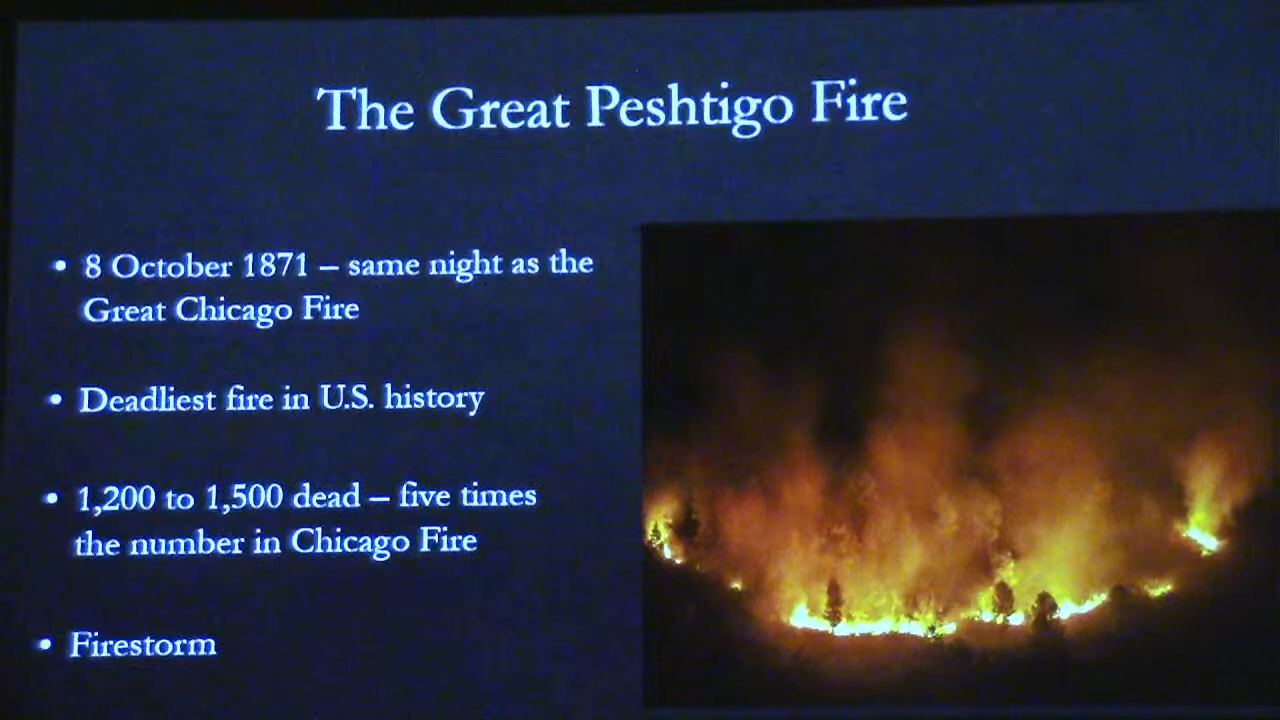 The Great Peshtigo Fire
• 8 October 1871 – same night as the
Great Chicago Fire
• Deadliest fire in U.S. history
• 1,200 to 1,500 dead – five times
the number in Chicago Fire
• Firestorm